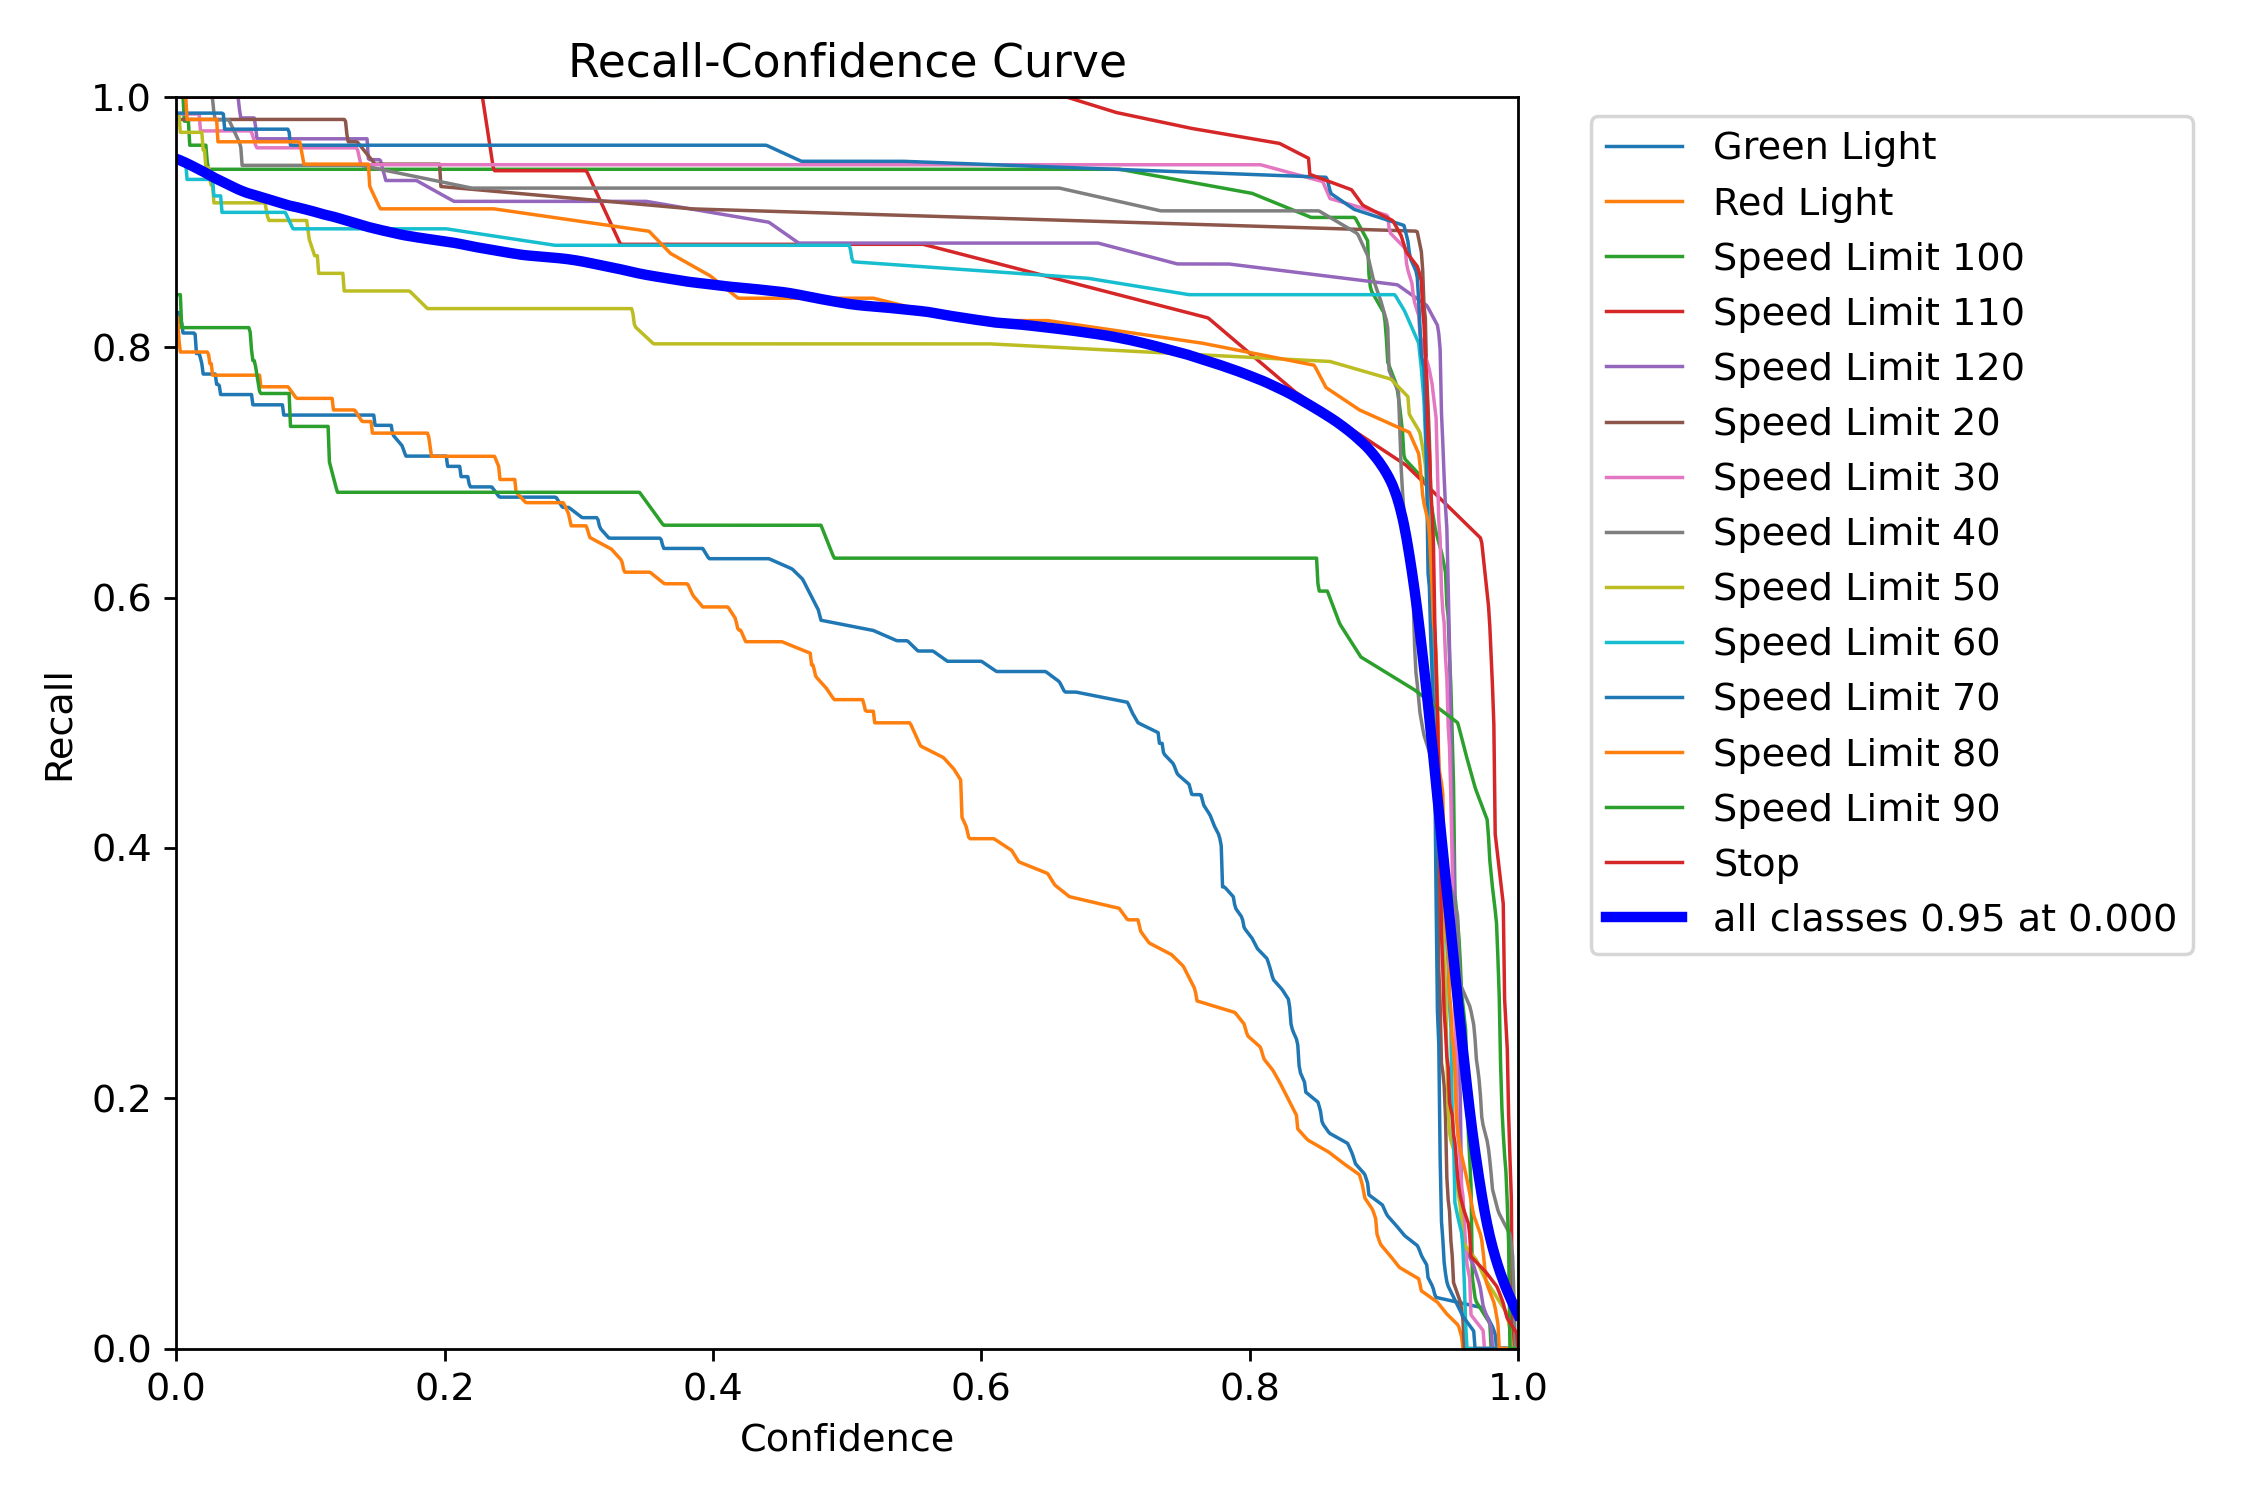 Recall-Confidence Curve
1.0
0.8
0.6
0.4
0.2
0.0
Recall
0.0 0.2 0.4 0.6 0.8 1.0
Confidence
Green Light
Red Light
Speed Limit 100
Speed Limit 110
Speed Limit 120
Speed Limit 20
Speed Limit 30
Speed Limit 40
Speed Limit 50
Speed Limit 60
Speed Limit 70
Speed Limit 80
Speed Limit 90
Stop
all classes 0.95 at 0.000